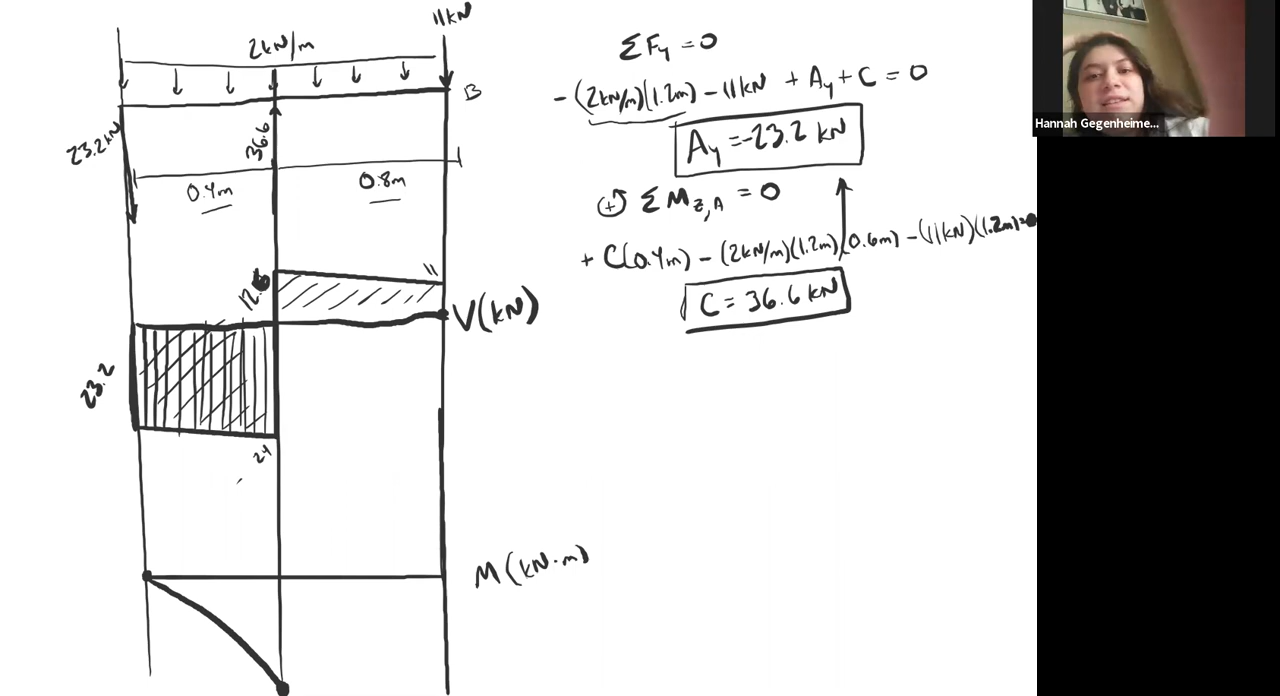 11kN
2kN/m
B
23.2kN
36.6
0.4m
0.8m
12.6
11
V(kN)
23.2
24
M(kN·m)
ΣFy = 0
-(2kN/m)(1.2m) - 11kN + Ay + C = 0
Ay = -23.2 kN
(+) ΣMz,A = 0
+ C(0.4m) - (2kN/m)(1.2m)(0.6m) - (11kN)(1.2m)=0
C = 36.6 kN
Hannah Gegenheime...